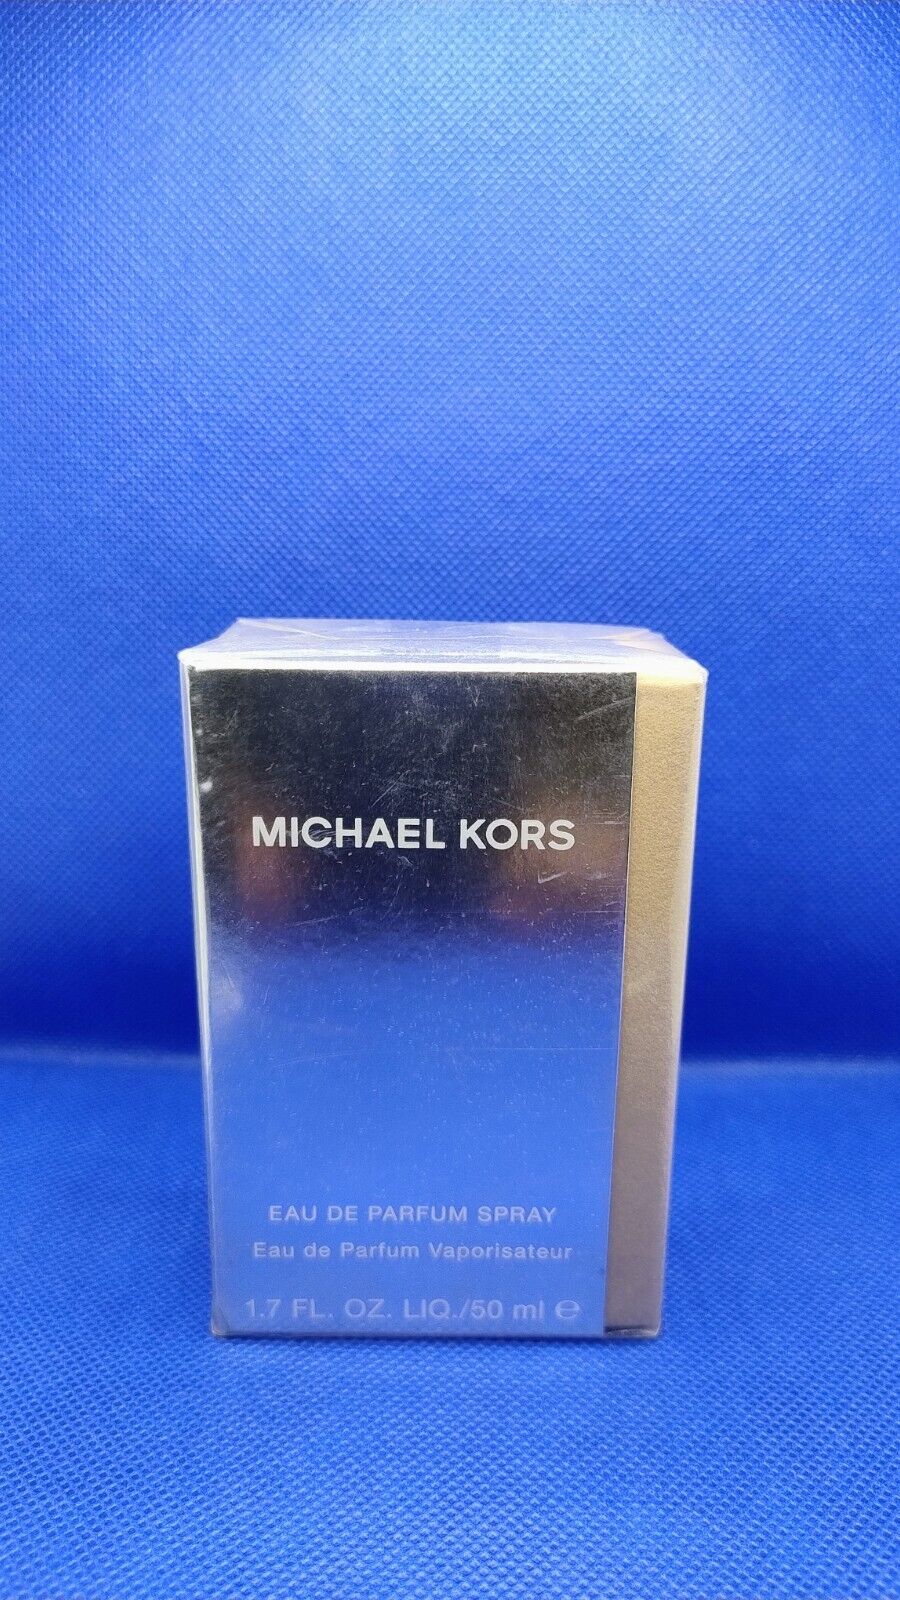 MICHAEL KORS
EAU DE PARFUM SPRAY
Eau de Parfum Vaporisateur
1.7 FL. OZ. LIQ./50 ml ℮